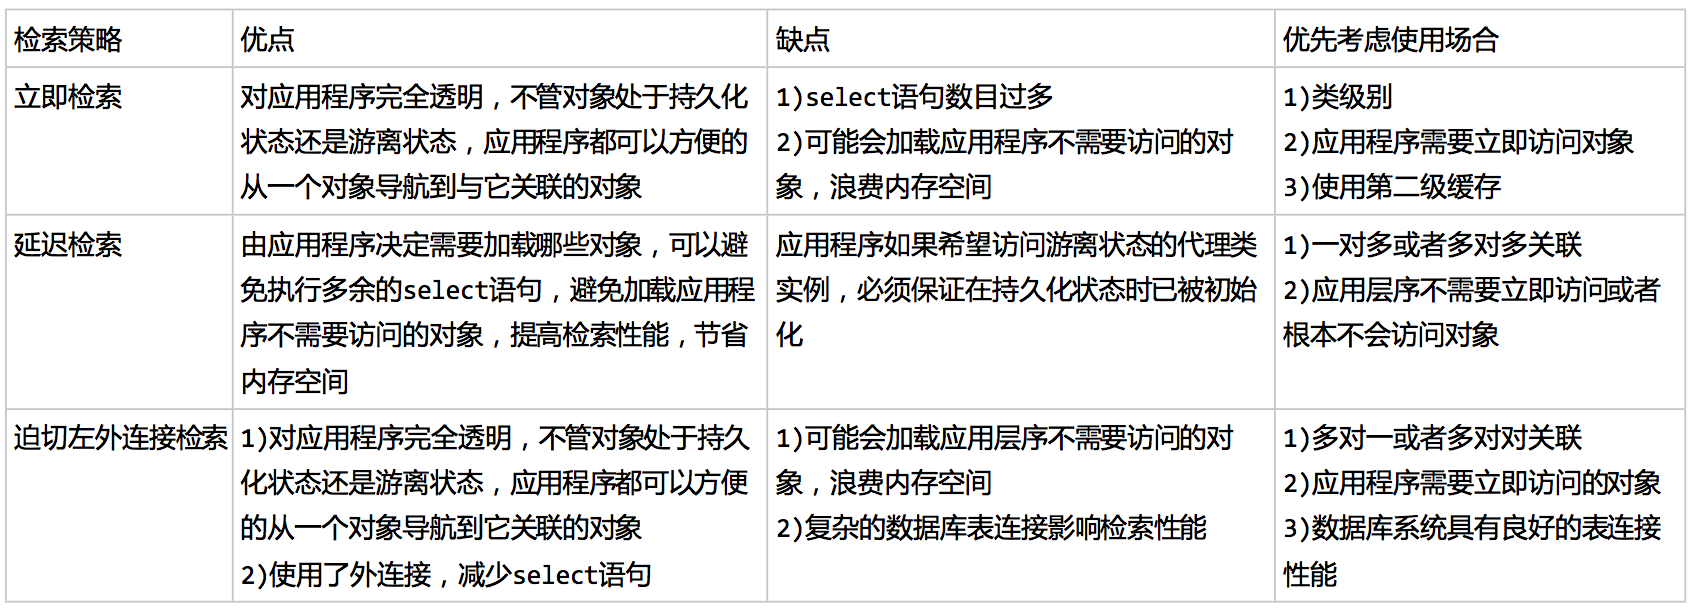 检索策略
优点
缺点
优先考虑使用场合
立即检索
对应用程序完全透明，不管对象处于持久化
状态还是游离状态，应用程序都可以方便的
从一个对象导航到与它关联的对象
1)select语句数目过多
2)可能会加载应用程序不需要访问的对
象，浪费内存空间
1)类级别
2)应用程序需要立即访问对象
3)使用第二级缓存
延迟检索
由应用程序决定需要加载哪些对象，可以避
免执行多余的select语句，避免加载应用程
序不需要访问的对象，提高检索性能，节省
内存空间
应用程序如果希望访问游离状态的代理类
实例，必须保证在持久化状态时已被初始
化
1)一对多或者多对多关联
2)应用层序不需要立即访问或者
根本不会访问对象
迫切左外连接检索
1)对应用程序完全透明，不管对象处于持久
化状态还是游离状态，应用程序都可以方便
的从一个对象导航到它关联的对象
2)使用了外连接，减少select语句
1)可能会加载应用层序不需要访问的对
象，浪费内存空间
2)复杂的数据库表连接影响检索性能
1)多对一或者多对对关联
2)应用程序需要立即访问的对象
3)数据库系统具有良好的表连接
性能